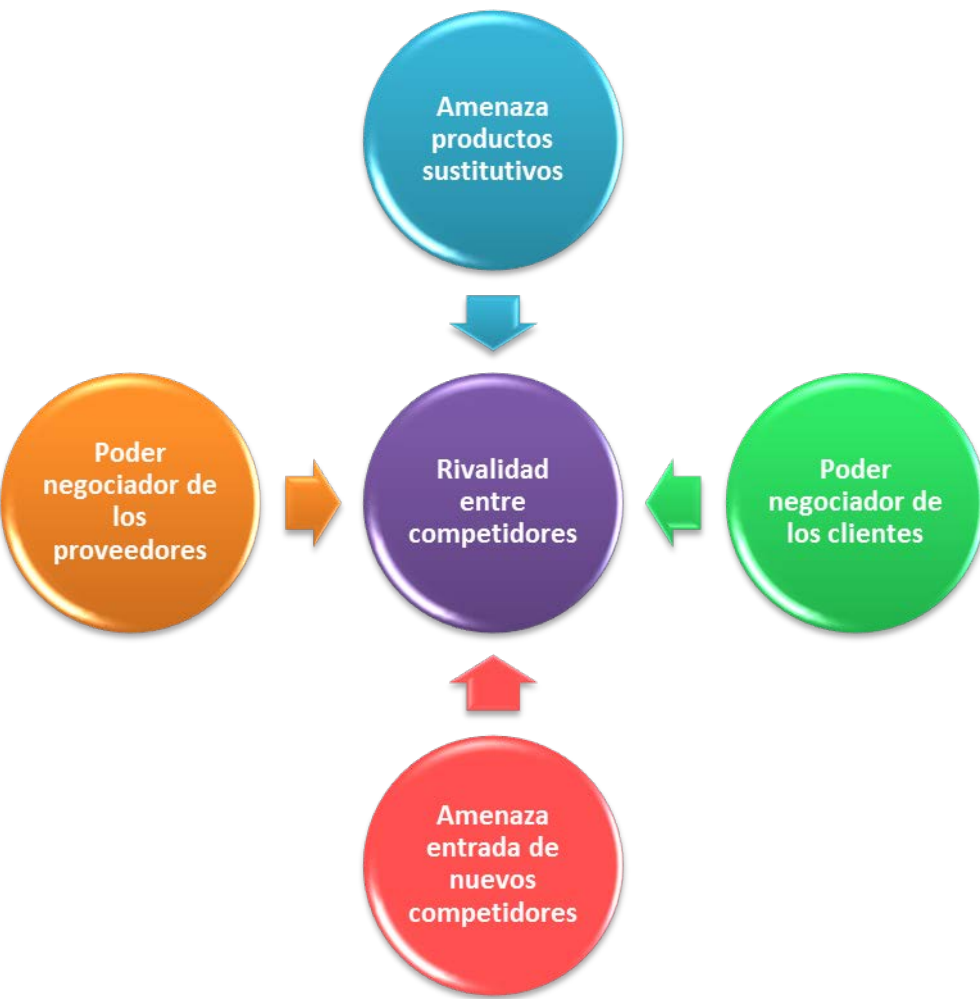 Amenaza
productos
sustitutivos
Poder
negociador de
los
proveedores
Rivalidad
entre
competidores
Poder
negociador de
los clientes
Amenaza
entrada de
nuevos
competidores